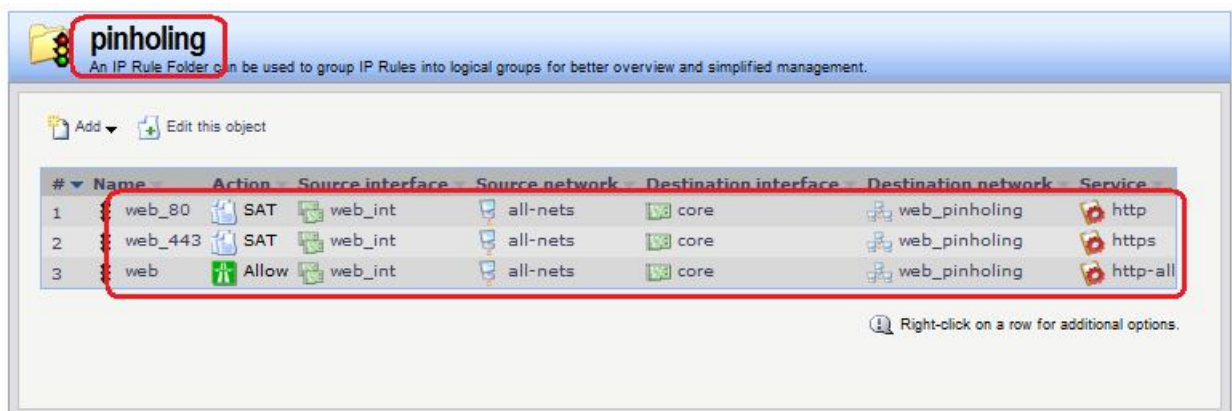 pinholing
An IP Rule Folder can be used to group IP Rules into logical groups for better overview and simplified management.
Add Edit this object
# Name Action Source interface Source network Destination interface Destination network Service
1 web_80 SAT web_int all-nets core web_pinholing http
2 web_443 SAT web_int all-nets core web_pinholing https
3 web Allow web_int all-nets core web_pinholing http-all
Right-click on a row for additional options.